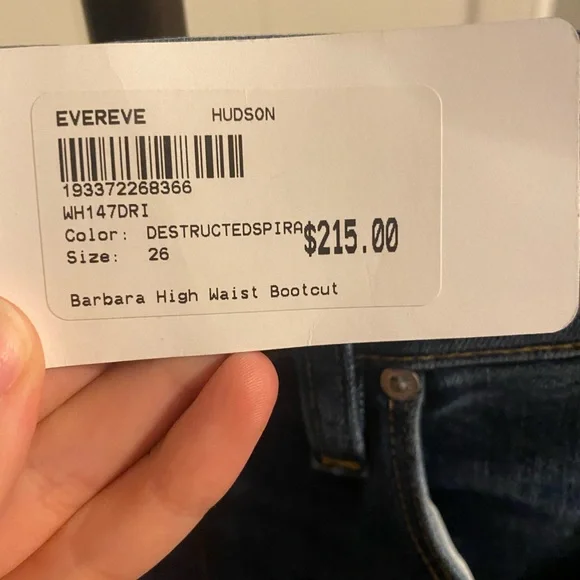 EVEREVE HUDSON
193372268366
WH147DRI
Color: DESTRUCTEDSPIRA $215.00
Size: 26
Barbara High Waist Bootcut